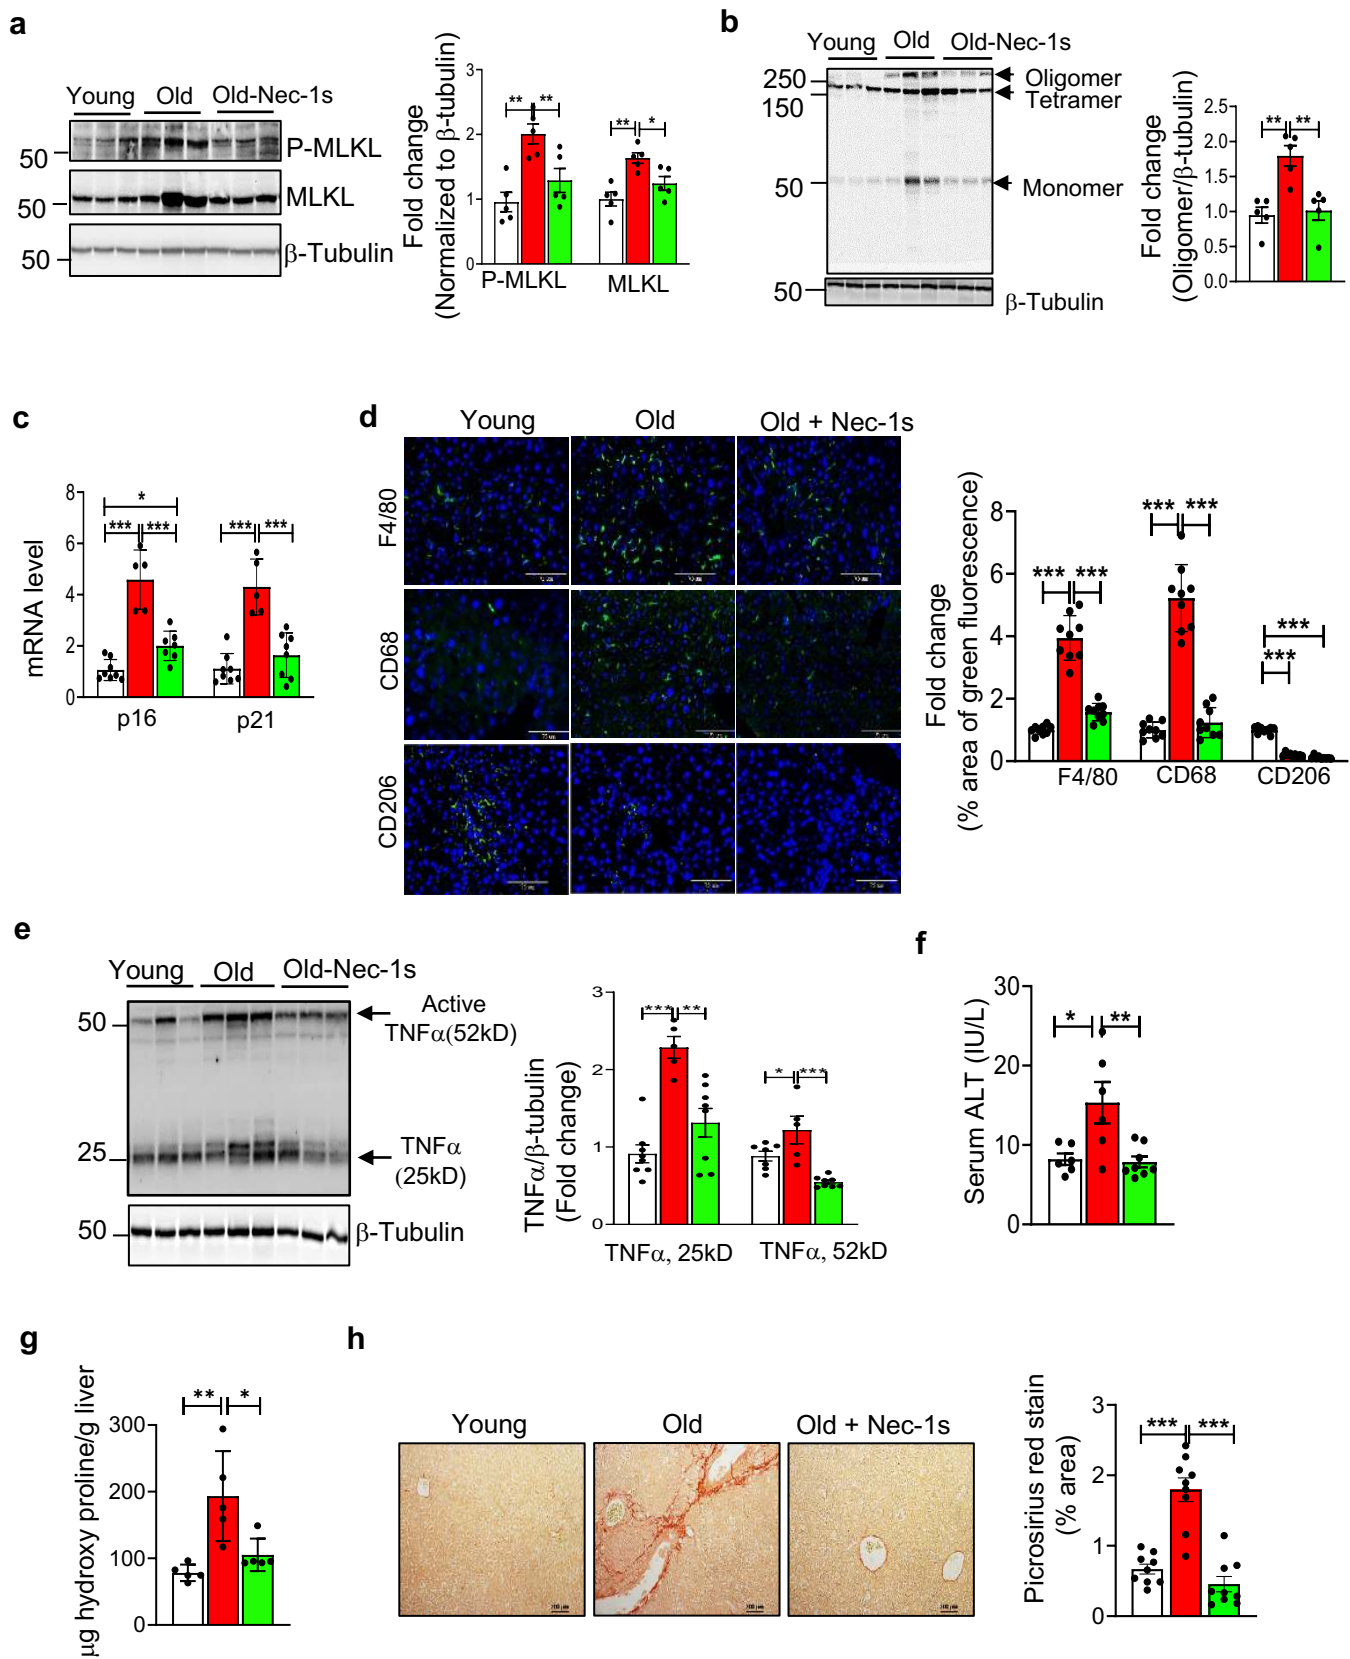 a
Young Old Old-Nec-1s
50
P-MLKL
50
MLKL
50
β-Tubulin
Fold change
(Normalized to β-tubulin)
3
2
1
0
** **
** *
P-MLKL MLKL
b
Young Old Old-Nec-1s
250
150
50
Oligomer
Tetramer
Monomer
50
β-Tubulin
Fold change
(Oligomer/β-tubulin)
2.5
2.0
1.5
1.0
0.5
0.0
** **
c
mRNA level
8
6
4
2
0
*
*** ***
*** ***
p16 p21
d
Young Old Old + Nec-1s
F4/80
CD68
CD206
Fold change
(% area of green fluorescence)
8
6
4
2
0
*** ***
*** ***
***
***
F4/80 CD68 CD206
e
Young Old Old-Nec-1s
50
25
Active
TNFα(52kD)
TNFα
(25kD)
50
β-Tubulin
TNFα/β-tubulin
(Fold change)
3
2
1
0
*** **
* ***
TNFα, 25kD TNFα, 52kD
f
Serum ALT (IU/L)
30
20
10
0
* **
g
µg hydroxy proline/g liver
300
200
100
0
** *
h
Young Old Old + Nec-1s
Picrosirius red stain
(% area)
3
2
1
0
*** ***